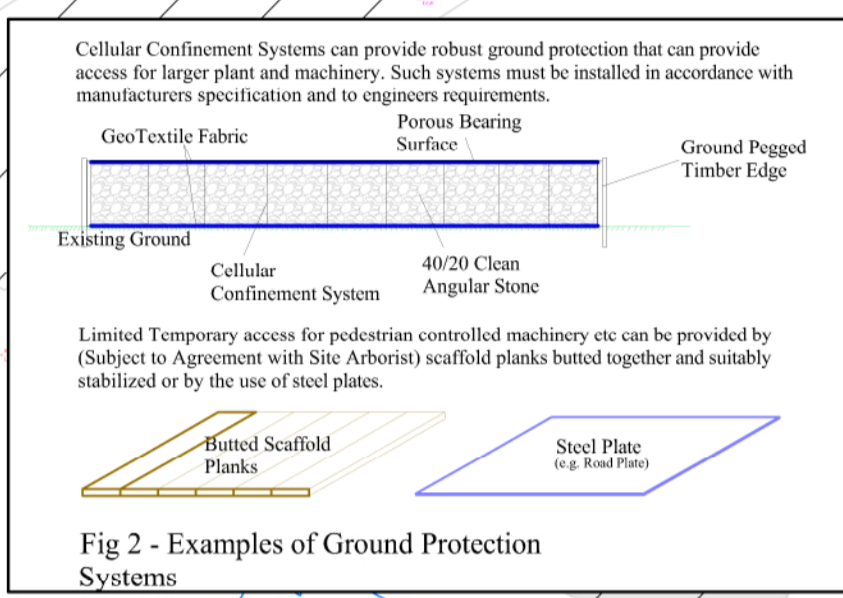 Cellular Confinement Systems can provide robust ground protection that can provide
access for larger plant and machinery. Such systems must be installed in accordance with
manufacturers specification and to engineers requirements.
GeoTextile Fabric
Porous Bearing
Surface
Ground Pegged
Timber Edge
Existing Ground
Cellular
Confinement System
40/20 Clean
Angular Stone
Limited Temporary access for pedestrian controlled machinery etc can be provided by
(Subject to Agreement with Site Arborist) scaffold planks butted together and suitably
stabilized or by the use of steel plates.
Butted Scaffold
Planks
Steel Plate
(e.g. Road Plate)
Fig 2 - Examples of Ground Protection
Systems